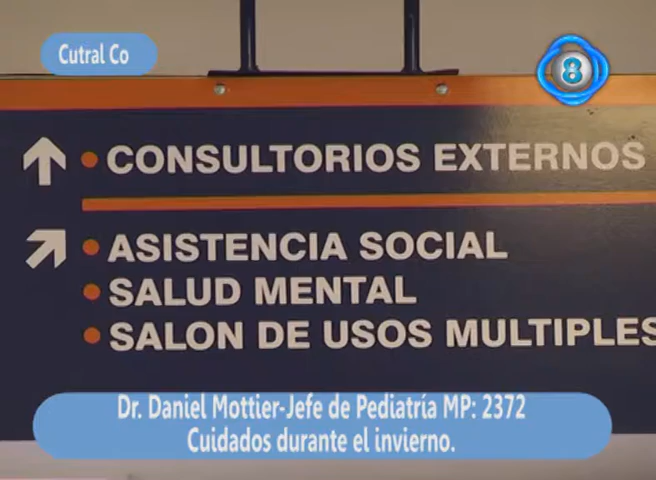 Cutral Co
8
CONSULTORIOS EXTERNOS
ASISTENCIA SOCIAL
SALUD MENTAL
SALON DE USOS MULTIPLES
Dr. Daniel Mottier-Jefe de Pediatría MP: 2372
Cuidados durante el invierno.